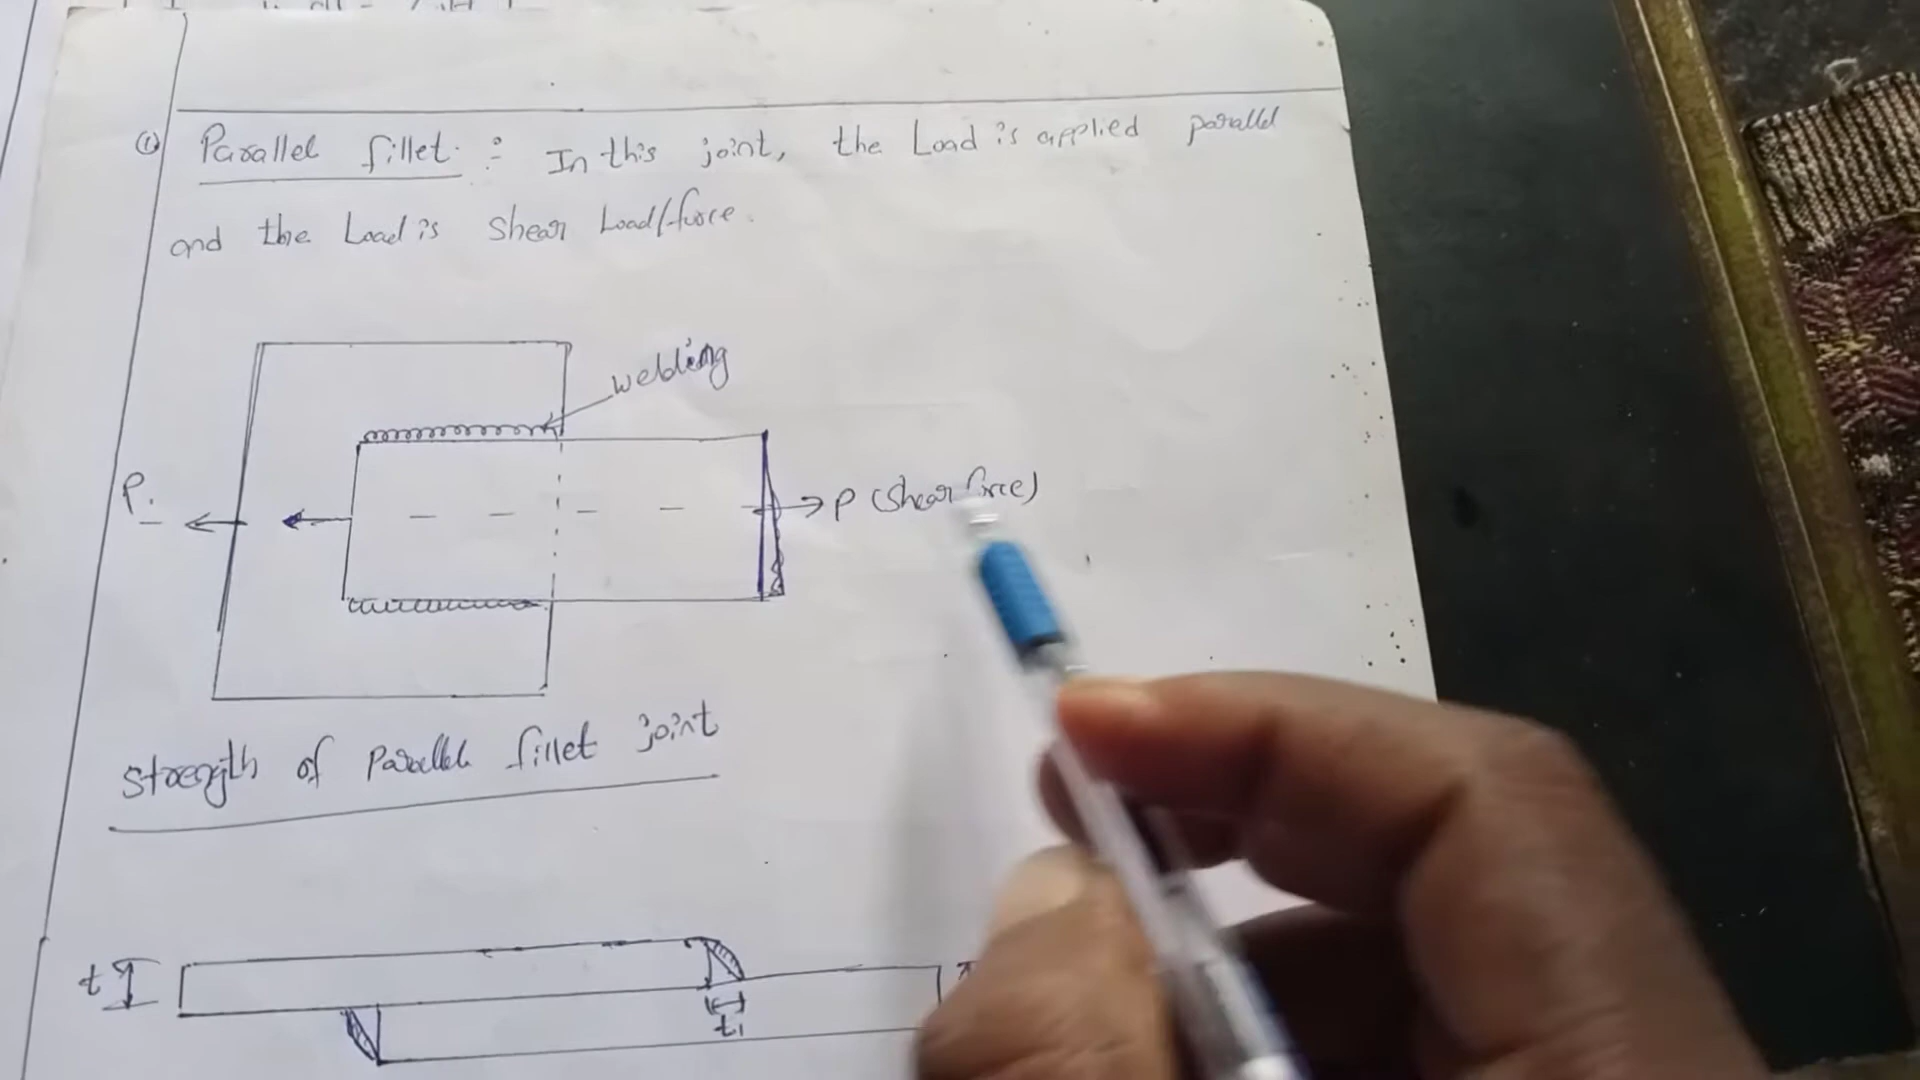 (1) Parallel fillet :- In this joint, the Load is applied parallel
and the Load is shear Load/force.
welding
P.
P (shear force)
strength of Parallel fillet joint
t
t1